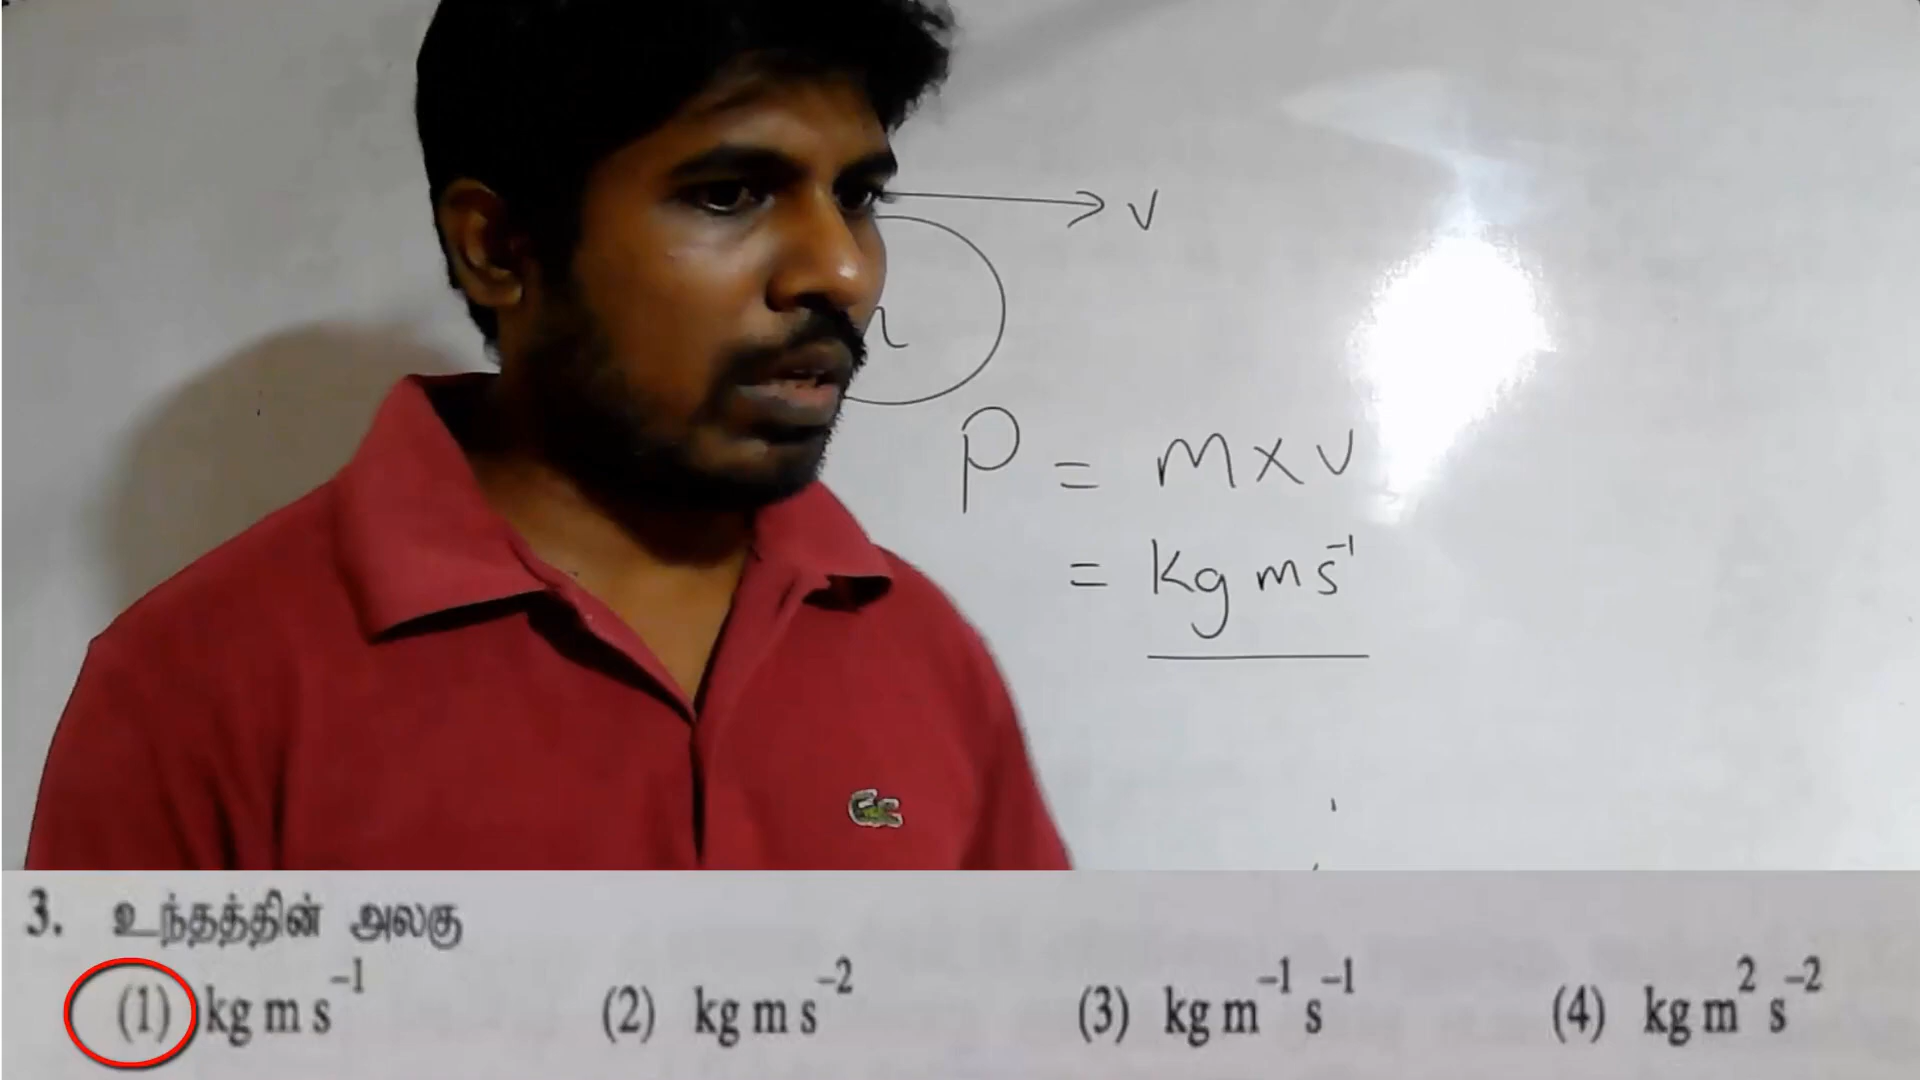 v
P = m x v
= kg m s⁻¹
3. உந்தத்தின் அலகு
(1) kg m s⁻¹ (2) kg m s⁻² (3) kg m⁻¹ s⁻¹ (4) kg m² s⁻²